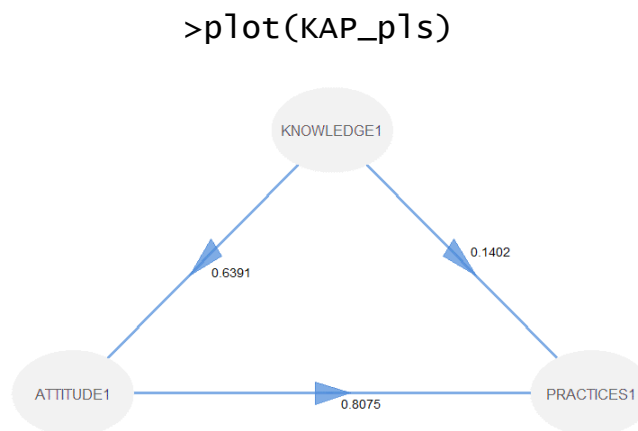 >plot(KAP_pls)
KNOWLEDGE1
0.1402
0.6391
ATTITUDE1
PRACTICES1
0.8075